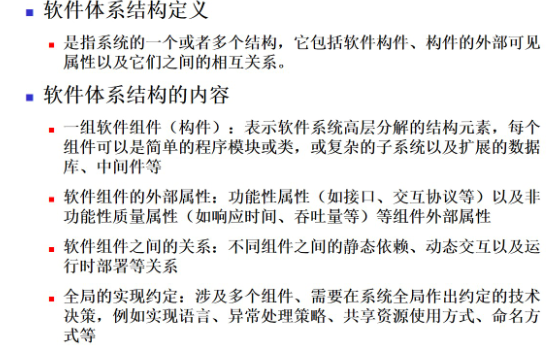 软件体系结构定义
是指系统的一个或者多个结构，它包括软件构件、构件的外部可见
属性以及它们之间的相互关系。
软件体系结构的内容
一组软件组件（构件）：表示软件系统高层分解的结构元素，每个
组件可以是简单的程序模块或类，或复杂的子系统以及扩展的数据
库、中间件等
软件组件的外部属性：功能性属性（如接口、交互协议等）以及非
功能性质量属性（如响应时间、吞吐量等）等组件外部属性
软件组件之间的关系：不同组件之间的静态依赖、动态交互以及运
行时部署等关系
全局的实现约定：涉及多个组件、需要在系统全局作出约定的技术
决策，例如实现语言、异常处理策略、共享资源使用方式、命名方
式等